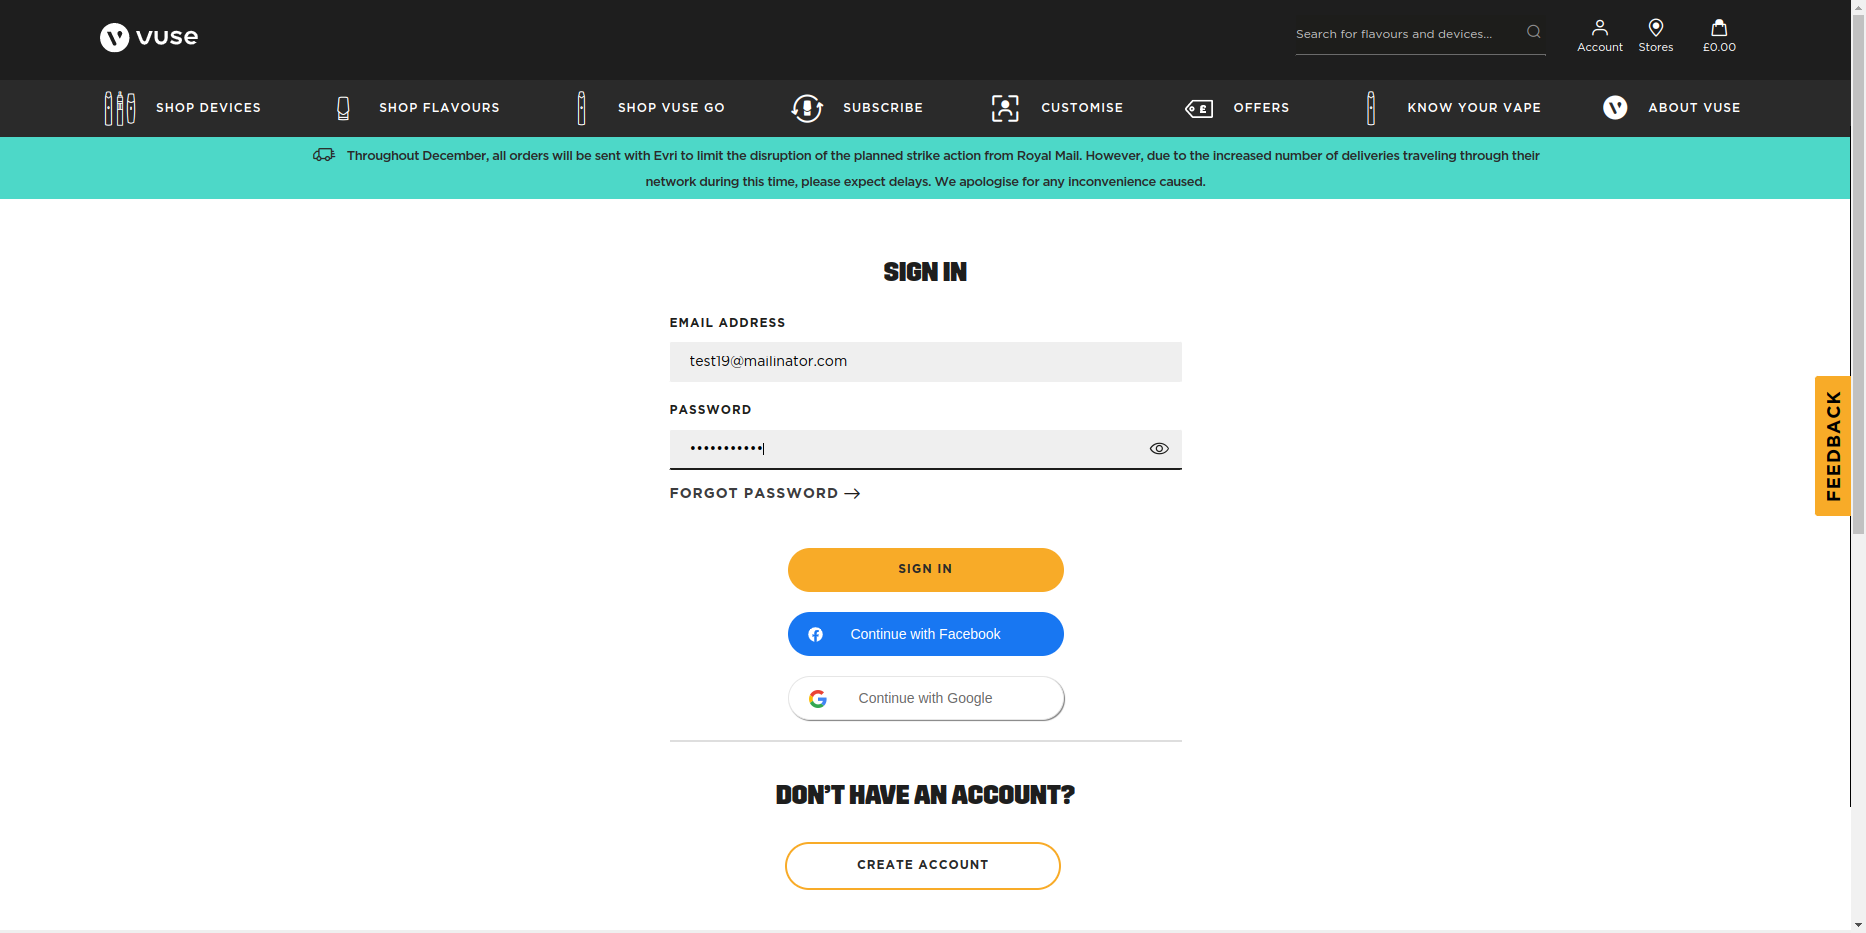 vuse
Search for flavours and devices...
Account
Stores
£0.00
SHOP DEVICES
SHOP FLAVOURS
SHOP VUSE GO
SUBSCRIBE
CUSTOMISE
£
OFFERS
KNOW YOUR VAPE
ABOUT VUSE
Throughout December, all orders will be sent with Evri to limit the disruption of the planned strike action from Royal Mail. However, due to the increased number of deliveries traveling through their
network during this time, please expect delays. We apologise for any inconvenience caused.
SIGN IN
EMAIL ADDRESS
test19@mailinator.com
PASSWORD
•••••••••••
FORGOT PASSWORD →
SIGN IN
Continue with Facebook
Continue with Google
DON'T HAVE AN ACCOUNT?
CREATE ACCOUNT
FEEDBACK